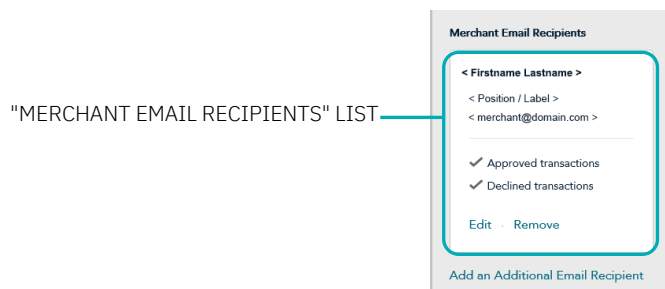 Merchant Email Recipients
< Firstname Lastname >
< Position / Label >
"MERCHANT EMAIL RECIPIENTS" LIST
< merchant@domain.com >
Approved transactions
Declined transactions
Edit · Remove
Add an Additional Email Recipient